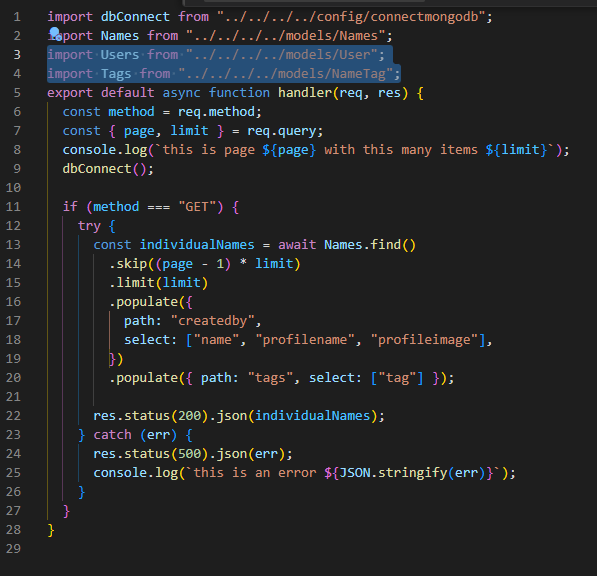 1 import dbConnect from "../../../../config/connectmongodb";
2 import Names from "../../../../models/Names";
3 import Users from "../../../../models/User";
4 import Tags from "../../../../models/NameTag";
5 export default async function handler(req, res) {
6 const method = req.method;
7 const { page, limit } = req.query;
8 console.log(`this is page ${page} with this many items ${limit}`);
9 dbConnect();
10
11 if (method === "GET") {
12 try {
13 const individualNames = await Names.find()
14 .skip((page - 1) * limit)
15 .limit(limit)
16 .populate({
17 path: "createdby",
18 select: ["name", "profilename", "profileimage"],
19 })
20 .populate({ path: "tags", select: ["tag"] });
21
22 res.status(200).json(individualNames);
23 } catch (err) {
24 res.status(500).json(err);
25 console.log(`this is an error ${JSON.stringify(err)}`);
26 }
27 }
28 }
29